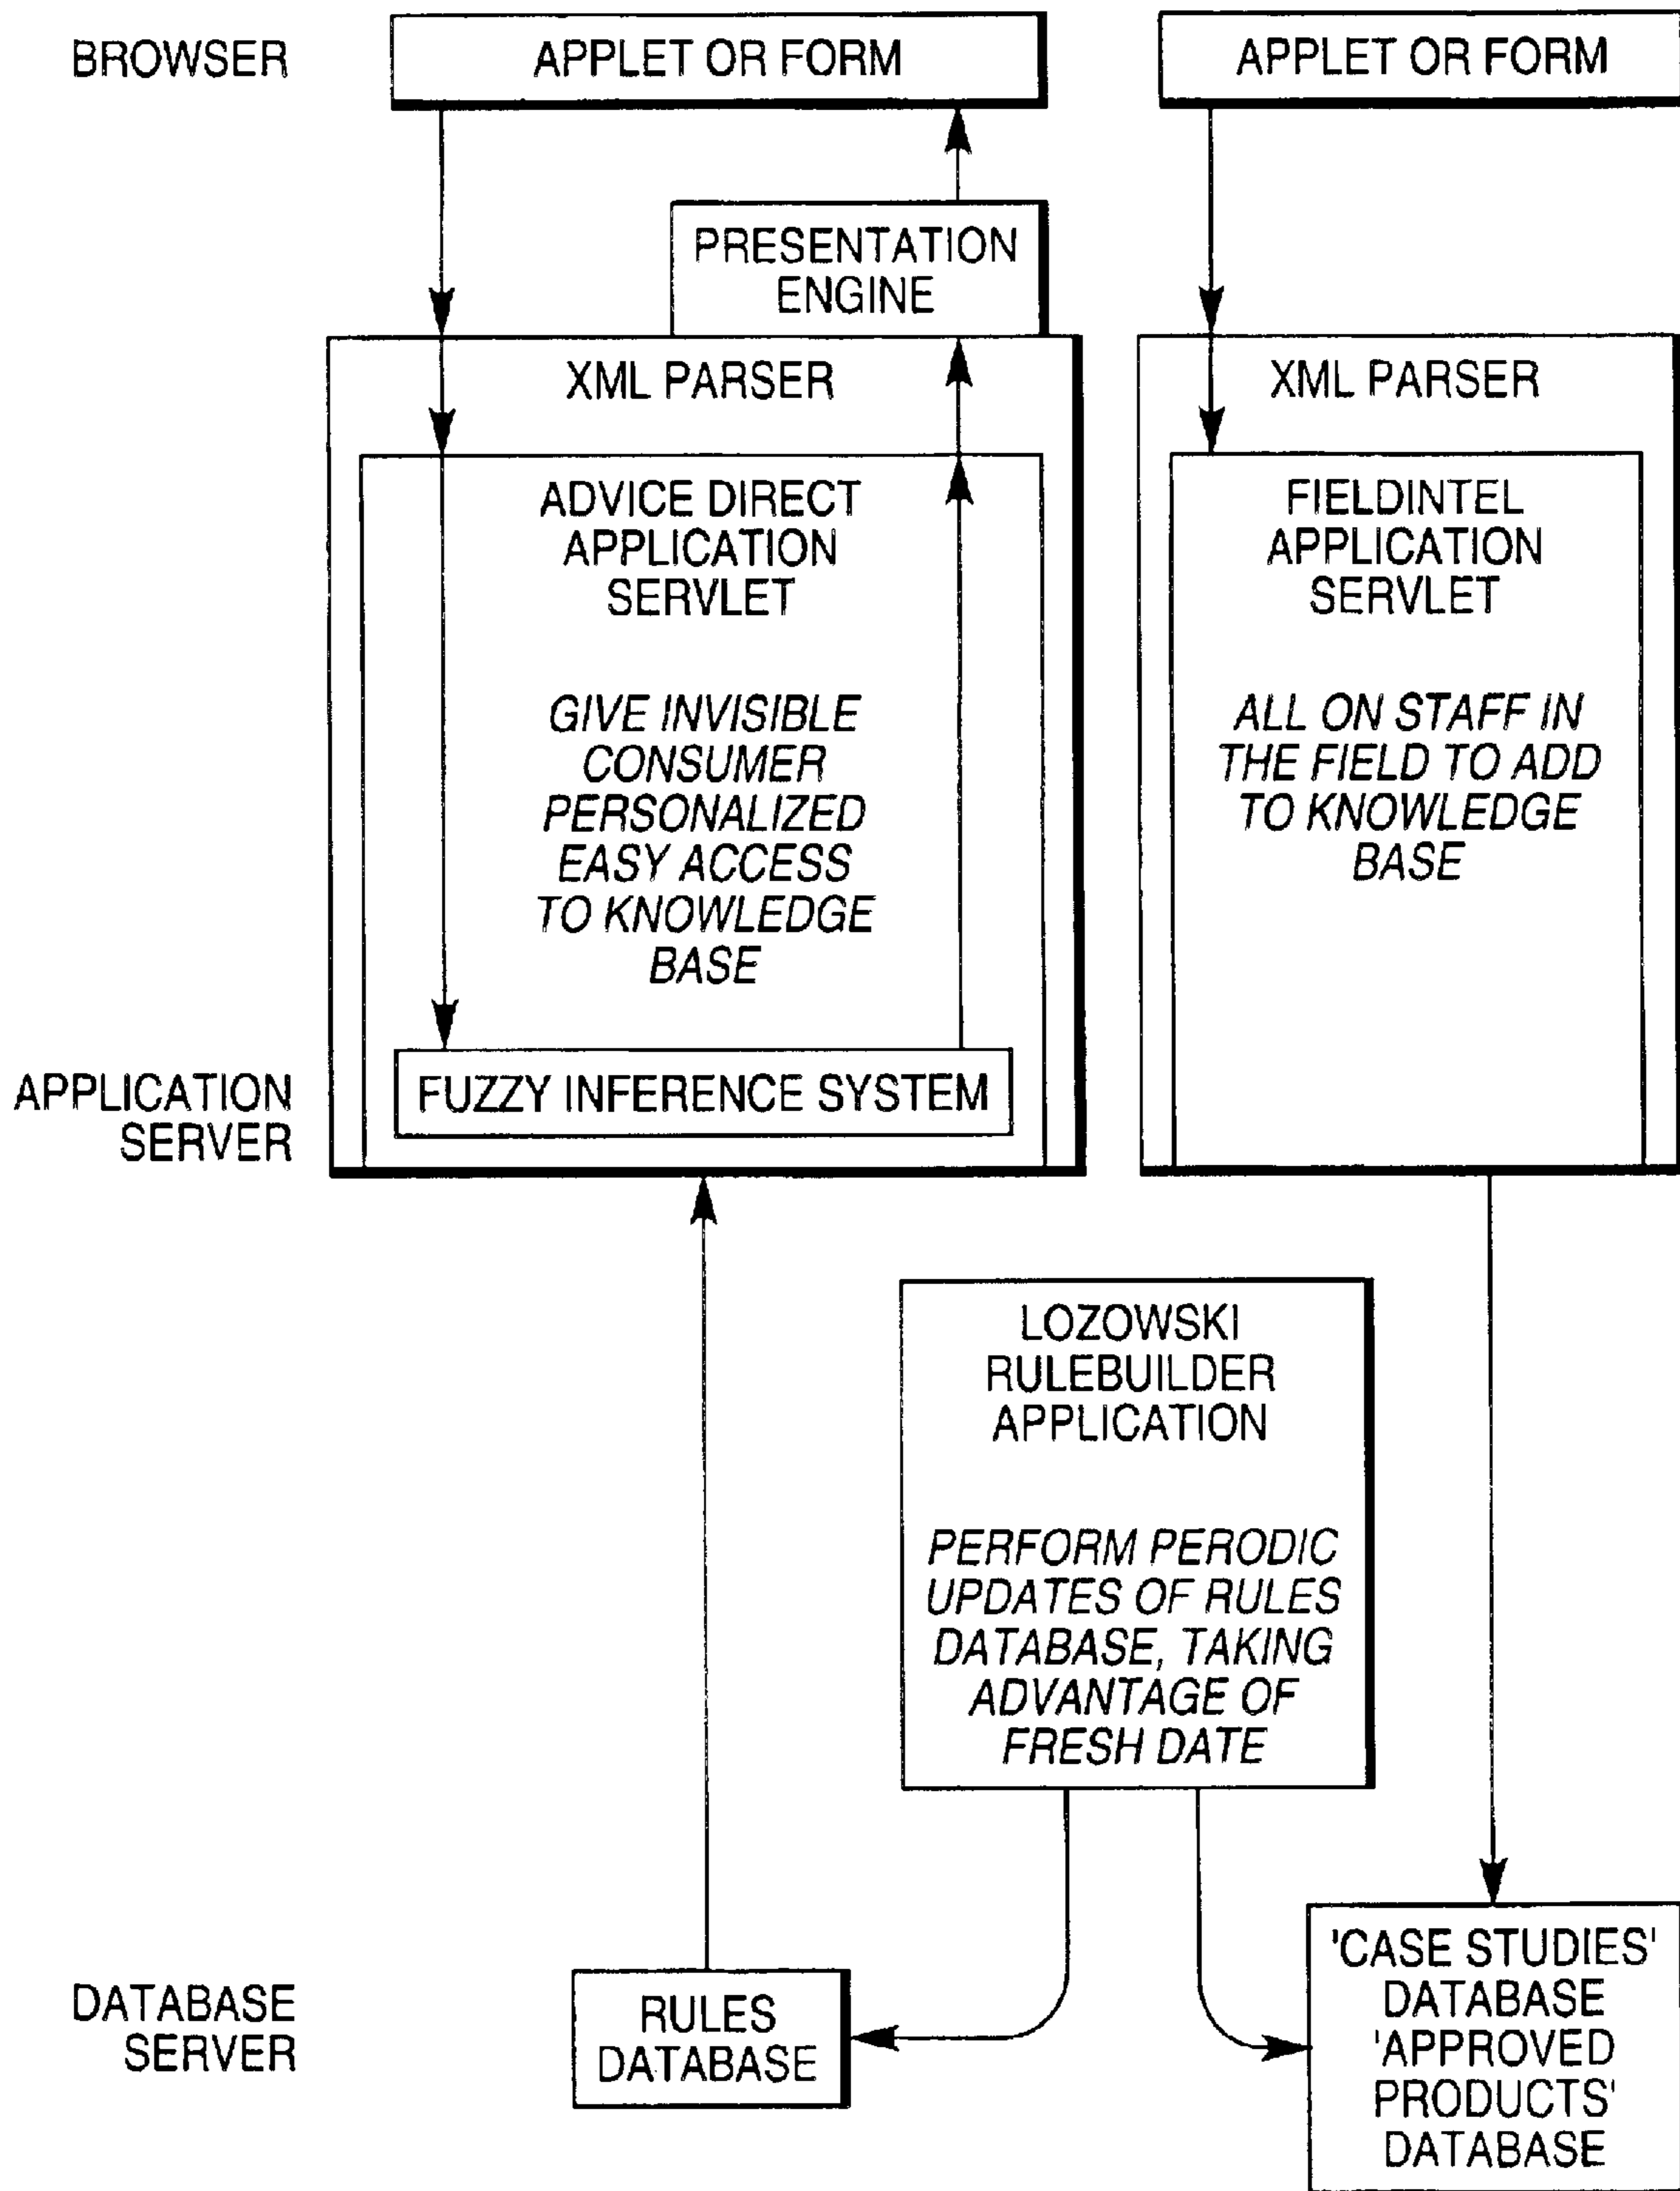 BROWSER
APPLET OR FORM
APPLET OR FORM
PRESENTATION
ENGINE
XML PARSER
XML PARSER
ADVICE DIRECT
APPLICATION
SERVLET
GIVE INVISIBLE
CONSUMER
PERSONALIZED
EASY ACCESS
TO KNOWLEDGE
BASE
FUZZY INFERENCE SYSTEM
FIELDINTEL
APPLICATION
SERVLET
ALL ON STAFF IN
THE FIELD TO ADD
TO KNOWLEDGE
BASE
APPLICATION
SERVER
LOZOWSKI
RULEBUILDER
APPLICATION
PERFORM PERODIC
UPDATES OF RULES
DATABASE, TAKING
ADVANTAGE OF
FRESH DATE
DATABASE
SERVER
RULES
DATABASE
'CASE STUDIES'
DATABASE
'APPROVED
PRODUCTS'
DATABASE